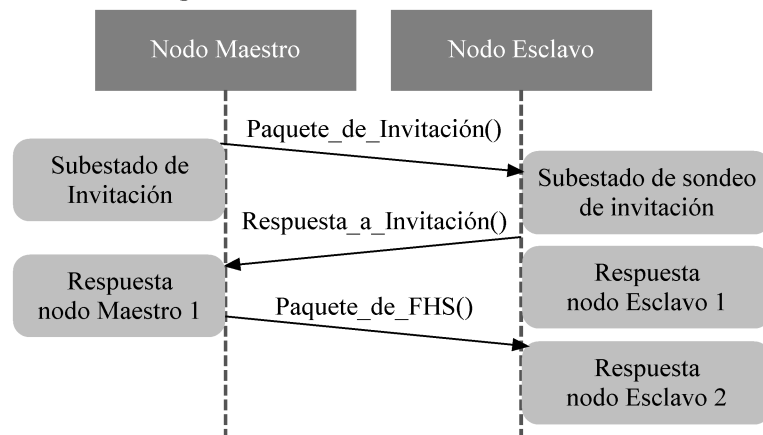 Nodo Maestro
Nodo Esclavo
Paquete_de_Invitación()
Subestado de
Invitación
Subestado de sondeo
de invitación
Respuesta_a_Invitación()
Respuesta
nodo Maestro 1
Respuesta
nodo Esclavo 1
Paquete_de_FHS()
Respuesta
nodo Esclavo 2